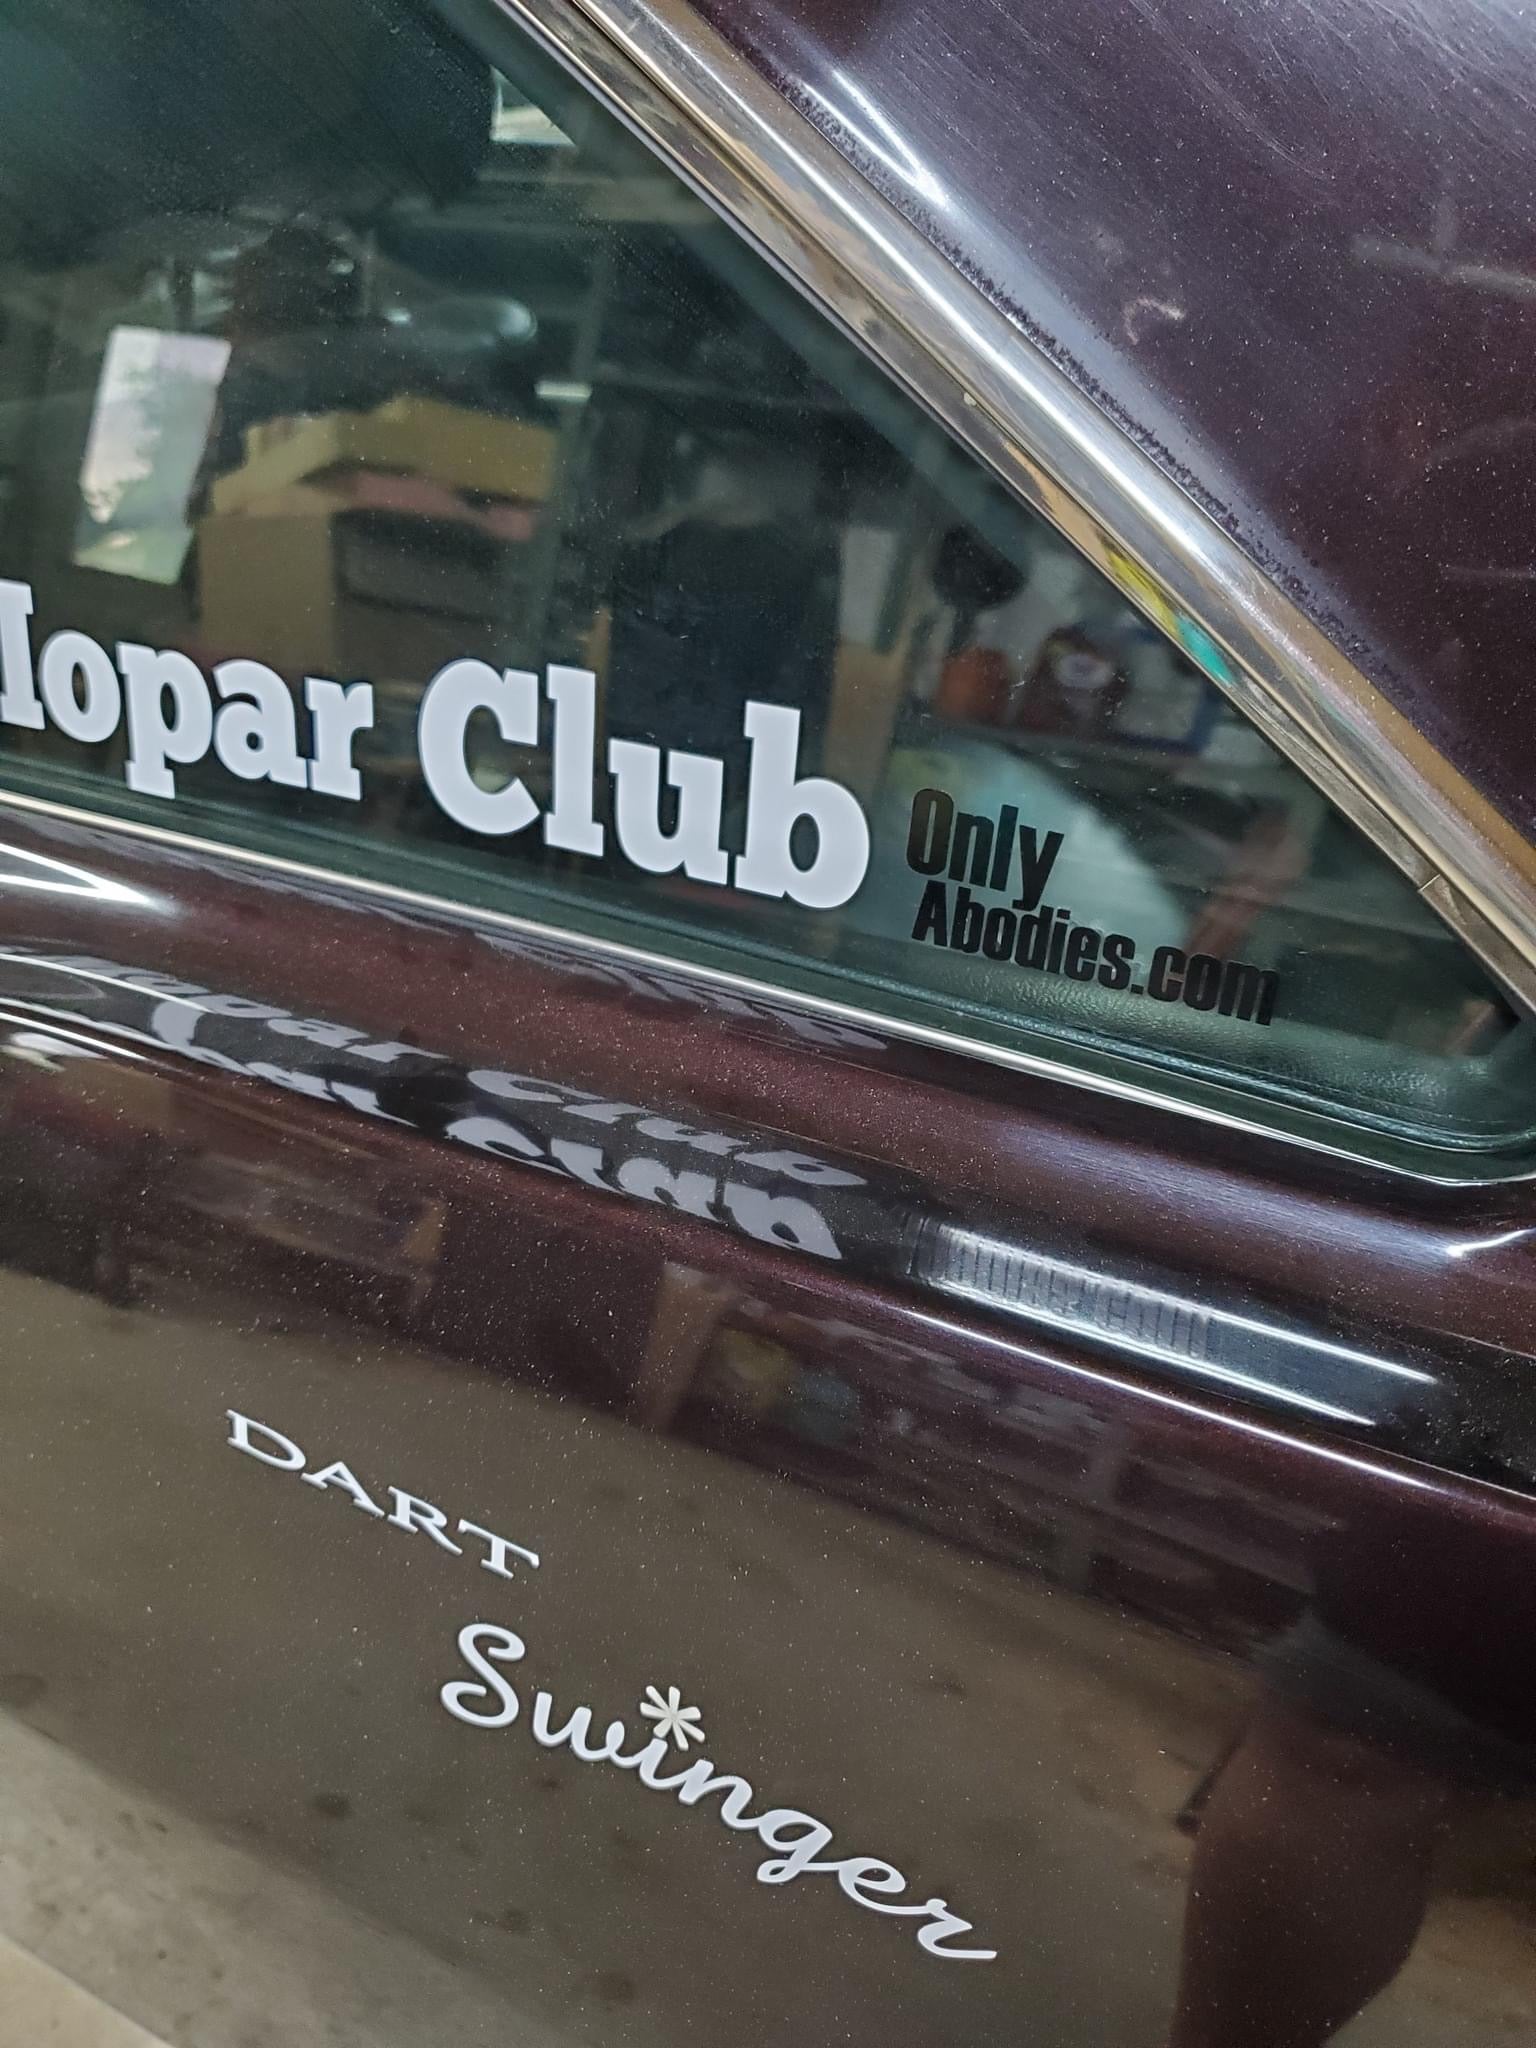 Mopar Club
Only
Abodies.com
DART
Swinger